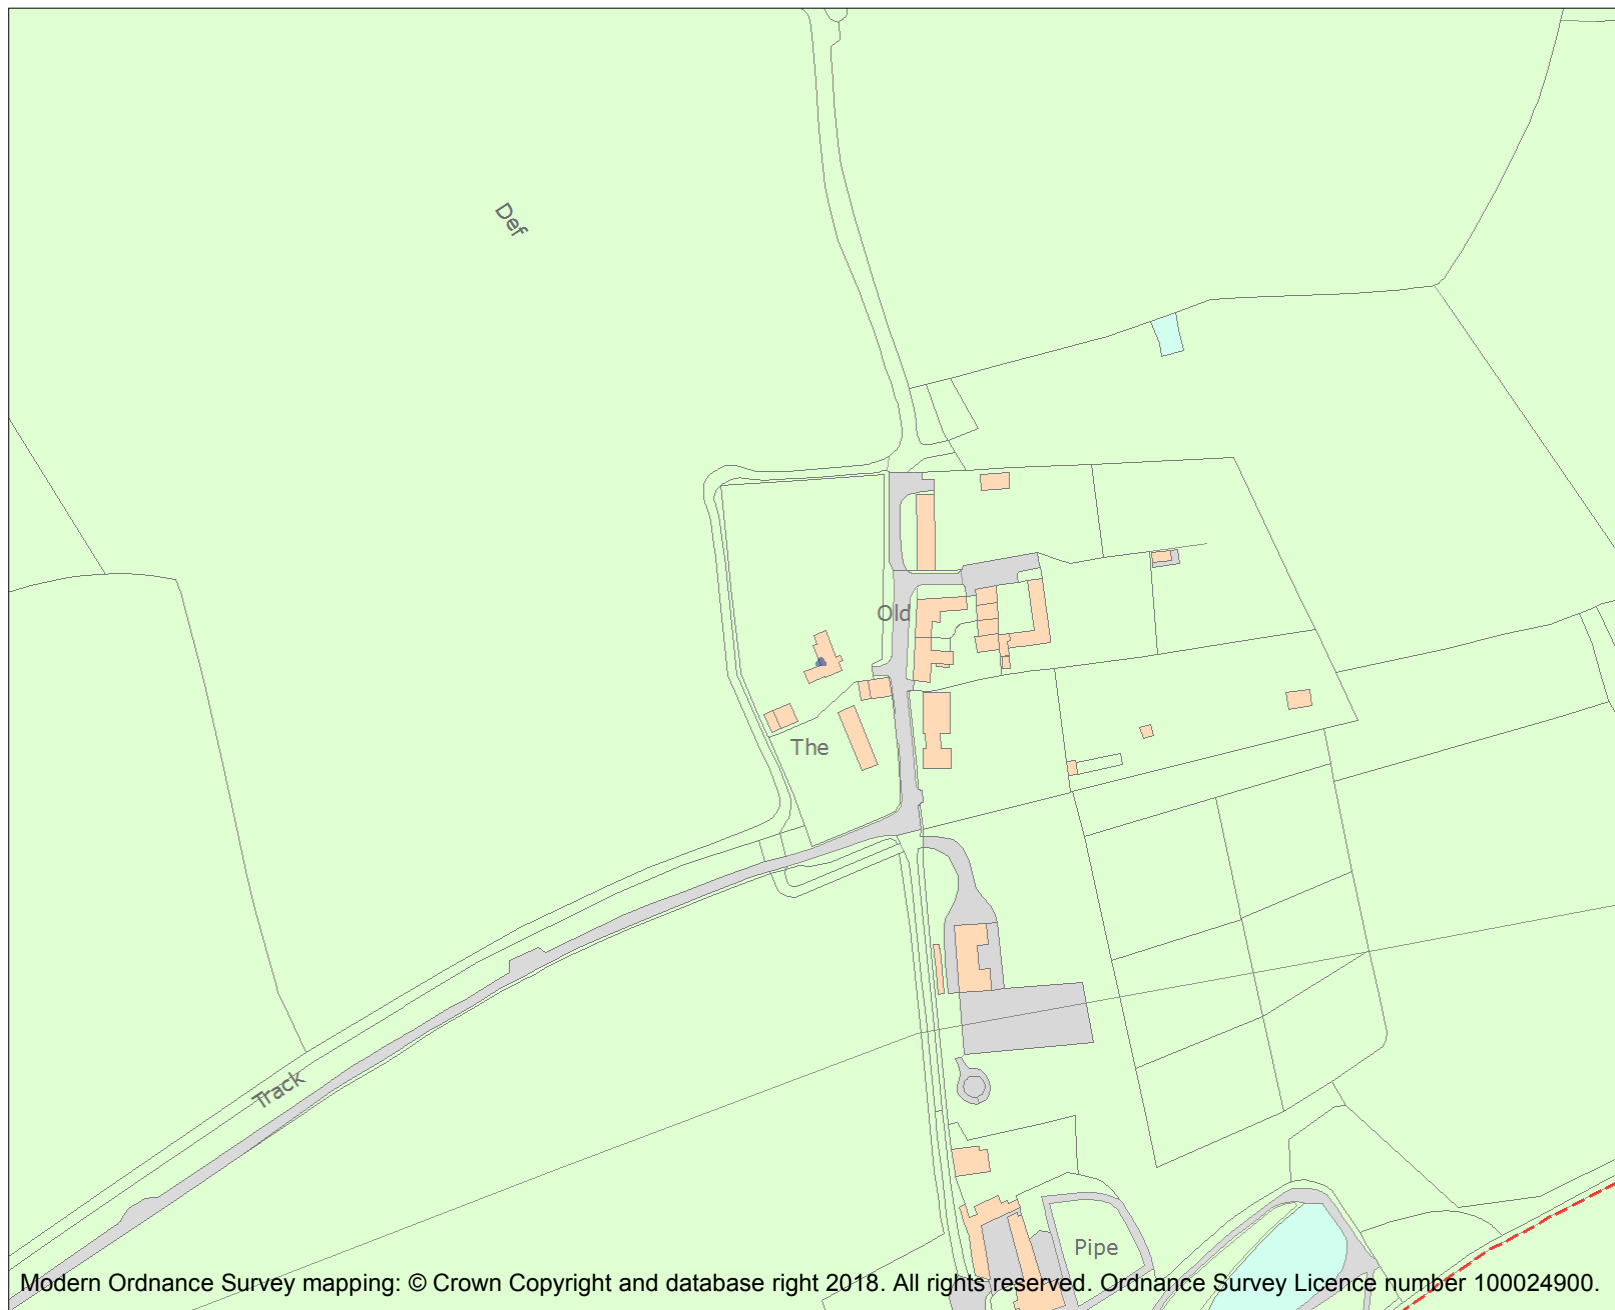 Def
Old
The
Track
Pipe
Modern Ordnance Survey mapping: © Crown Copyright and database right 2018. All rights reserved. Ordnance Survey Licence number 100024900.